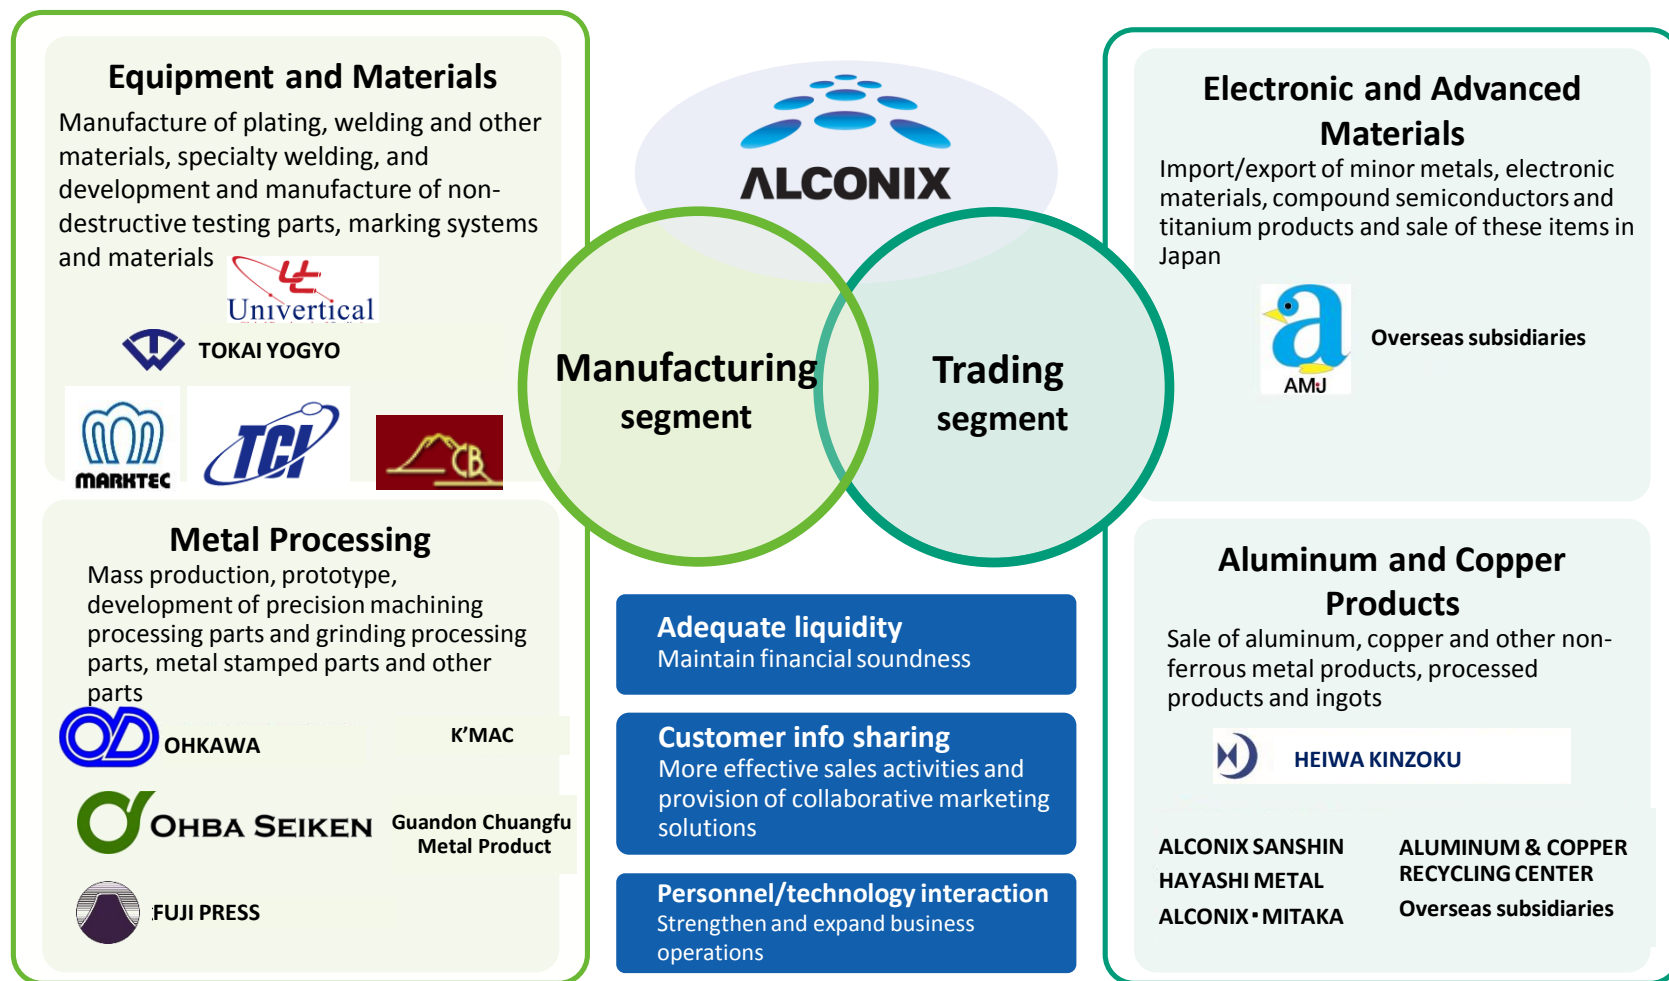 Equipment and Materials
Manufacture of plating, welding and other
materials, specialty welding, and
development and manufacture of non-
destructive testing parts, marking systems
and materials
Univertical
TOKAI YOGYO
MARKTEC
TCI
CB
Metal Processing
Mass production, prototype,
development of precision machining
processing parts and grinding processing
parts, metal stamped parts and other
parts
OHKAWA
K’MAC
OHBA SEIKEN
Guandon Chuangfu
Metal Product
FUJI PRESS
ALCONIX
Manufacturing
segment
Trading
segment
Adequate liquidity
Maintain financial soundness
Customer info sharing
More effective sales activities and
provision of collaborative marketing
solutions
Personnel/technology interaction
Strengthen and expand business
operations
Electronic and Advanced
Materials
Import/export of minor metals, electronic
materials, compound semiconductors and
titanium products and sale of these items in
Japan
a
AMJ
Overseas subsidiaries
Aluminum and Copper
Products
Sale of aluminum, copper and other non-
ferrous metal products, processed
products and ingots
HEIWA KINZOKU
ALCONIX SANSHIN
HAYASHI METAL
ALCONIX・MITAKA
ALUMINUM & COPPER
RECYCLING CENTER
Overseas subsidiaries